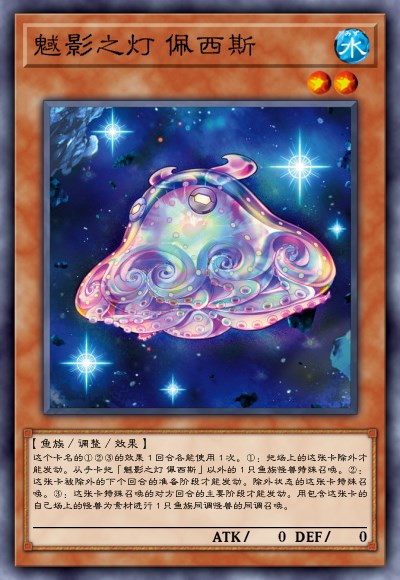 魊影之灯 佩西斯
水
【鱼族／调整／效果】
这个卡名的①②③的效果1回合各能使用1次。①：把场上的这张卡除外才
能发动。从手卡把「魊影之灯 佩西斯」以外的1只鱼族怪兽特殊召唤。②：
这张卡被除外的下个回合的准备阶段才能发动。除外状态的这张卡特殊召
唤。③：这张卡特殊召唤的对方回合的主要阶段才能发动。用包含这张卡的
自己场上的怪兽为素材进行1只鱼族同调怪兽的同调召唤。
ATK/ 0 DEF/ 0